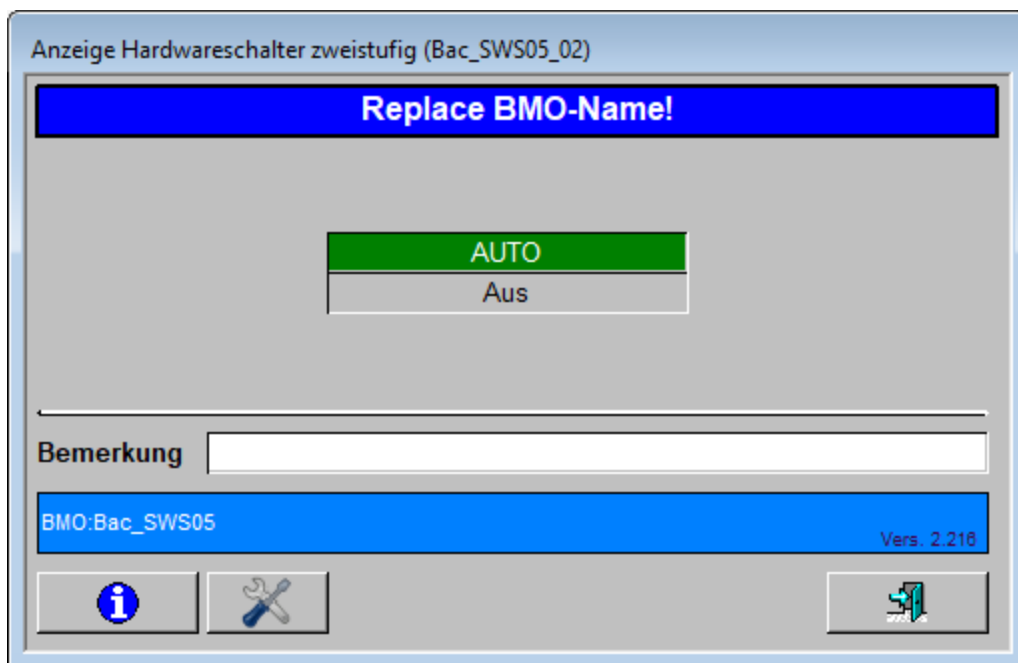 Anzeige Hardwareschalter zweistufig (Bac_SWS05_02)
Replace BMO-Name!
AUTO
Aus
Bemerkung
BMO:Bac_SWS05
Vers. 2.216